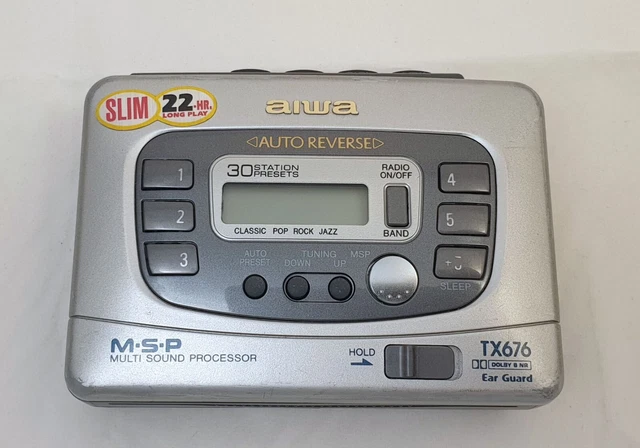 SLIM
22-HR.
LONG PLAY
aiwa
◁AUTO REVERSE▷
30 STATION
PRESETS
RADIO
ON/OFF
1
4
2
5
CLASSIC POP ROCK JAZZ
BAND
3
AUTO
PRESET
TUNING
DOWN UP
MSP
SLEEP
M·S·P
MULTI SOUND PROCESSOR
HOLD
TX676
DOLBY B NR
Ear Guard